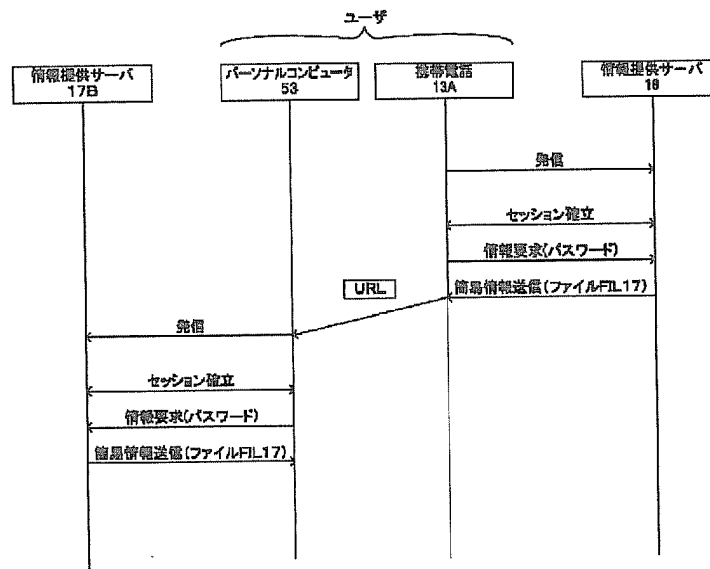 ユーザ
情報提供サーバ
17B
パーソナルコンピュータ
53
携帯電話
13A
情報提供サーバ
18
発信
セッション確立
情報要求(パスワード)
URL
簡易情報送信(ファイルFIL17)
発信
セッション確立
情報要求(パスワード)
簡易情報送信(ファイルFIL17)